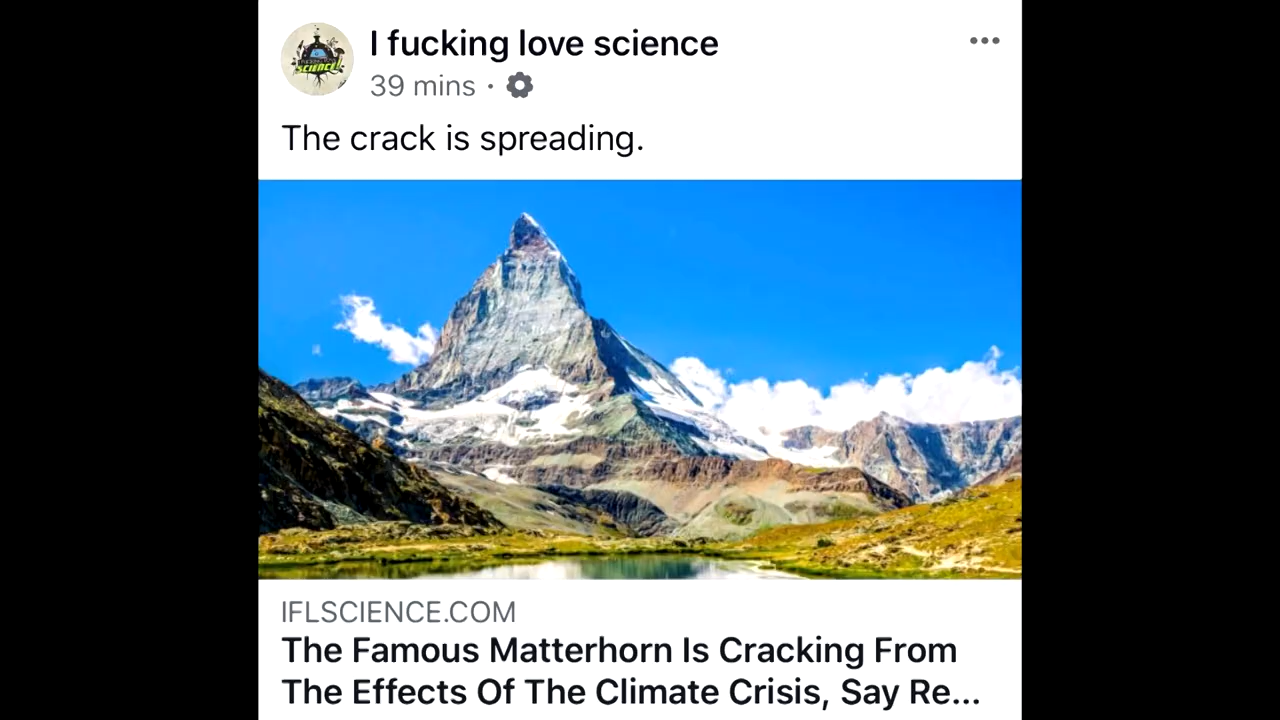 I fucking love science
39 mins ·
The crack is spreading.
IFLSCIENCE.COM
The Famous Matterhorn Is Cracking From
The Effects Of The Climate Crisis, Say Re...